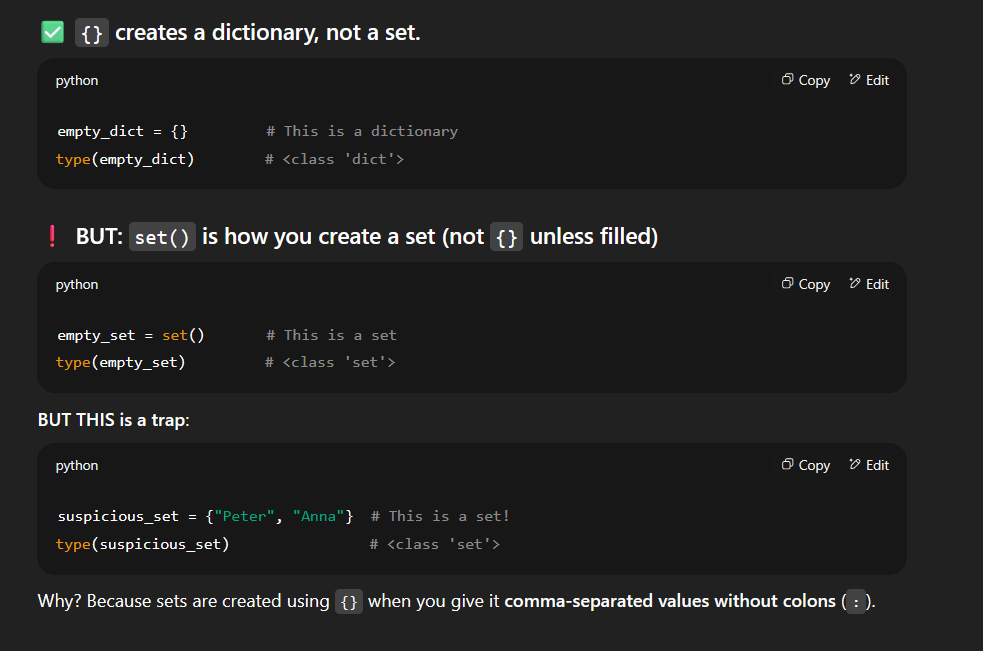 ✅ {} creates a dictionary, not a set.
python Copy Edit
empty_dict = {} # This is a dictionary
type(empty_dict) # <class 'dict'>
❗ BUT: set() is how you create a set (not {} unless filled)
python Copy Edit
empty_set = set() # This is a set
type(empty_set) # <class 'set'>
BUT THIS is a trap:
python Copy Edit
suspicious_set = {"Peter", "Anna"} # This is a set!
type(suspicious_set) # <class 'set'>
Why? Because sets are created using {} when you give it comma-separated values without colons (:).